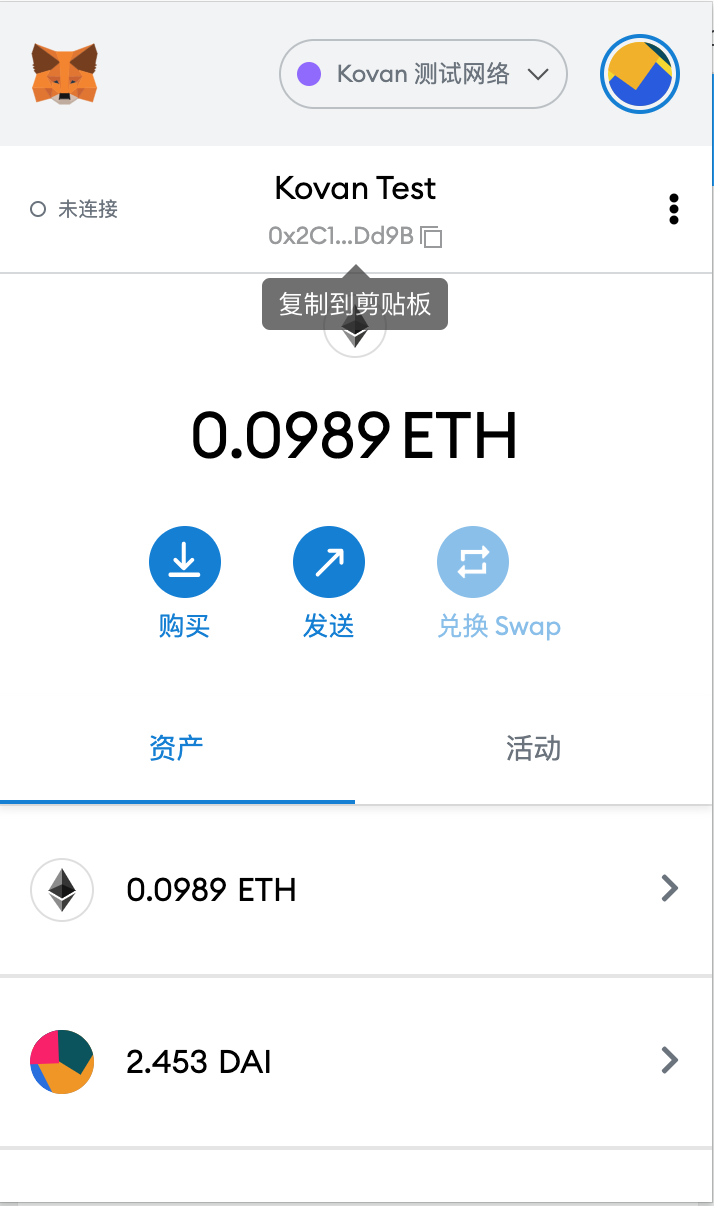 Kovan 测试网络
未连接
Kovan Test
0x2C1...Dd9B
复制到剪贴板
0.0989 ETH
购买
发送
兑换 Swap
资产
活动
0.0989 ETH
2.453 DAI